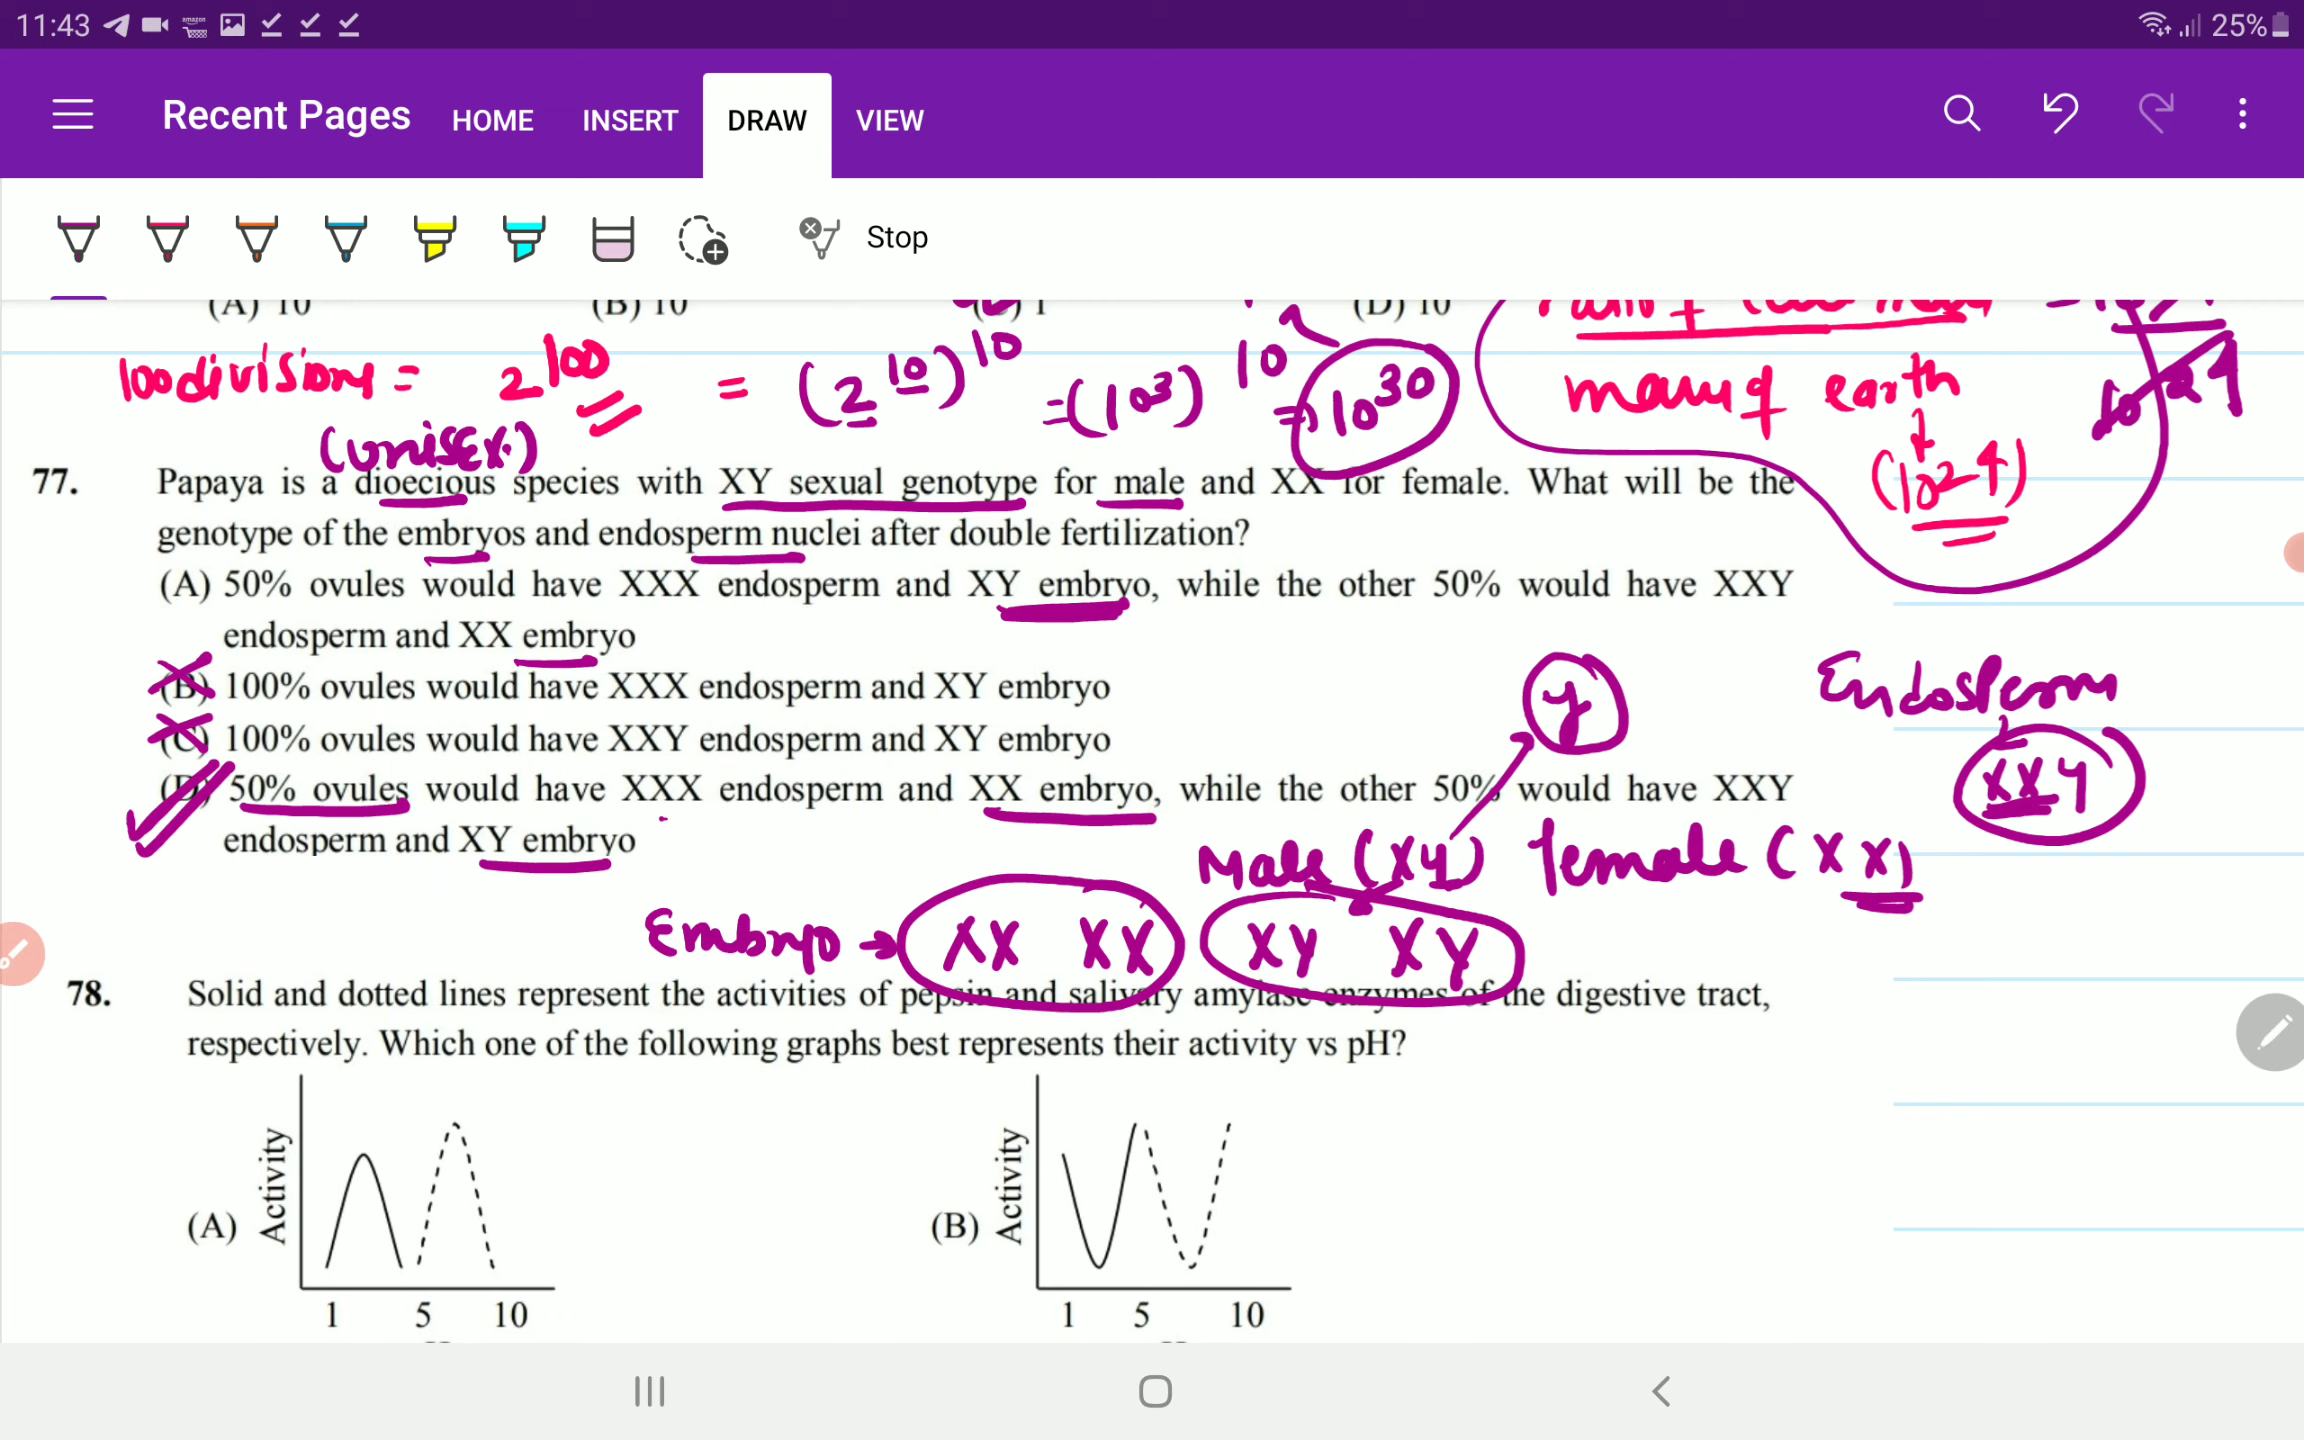 11:43 25%
Recent Pages HOME INSERT DRAW VIEW
Stop
(A) 10 (B) 10 (C) 1 (D) 10
100 divisions = 2^100 = (2^10)^10 = (10^3)^10 ⇒ 10^30
many of earth
(10^24)
(unisex.)
77. Papaya is a dioecious species with XY sexual genotype for male and XX for female. What will be the
genotype of the embryos and endosperm nuclei after double fertilization?
(A) 50% ovules would have XXX endosperm and XY embryo, while the other 50% would have XXY
endosperm and XX embryo
(B) 100% ovules would have XXX endosperm and XY embryo
(C) 100% ovules would have XXY endosperm and XY embryo
(D) 50% ovules would have XXX endosperm and XX embryo, while the other 50% would have XXY
endosperm and XY embryo
y
Endosperm
XXY
Male (XY) female (XX)
Embryo → XX XX XY XY
78. Solid and dotted lines represent the activities of pepsin and salivary amylase enzymes of the digestive tract,
respectively. Which one of the following graphs best represents their activity vs pH?
(A) Activity
1 5 10
(B) Activity
1 5 10